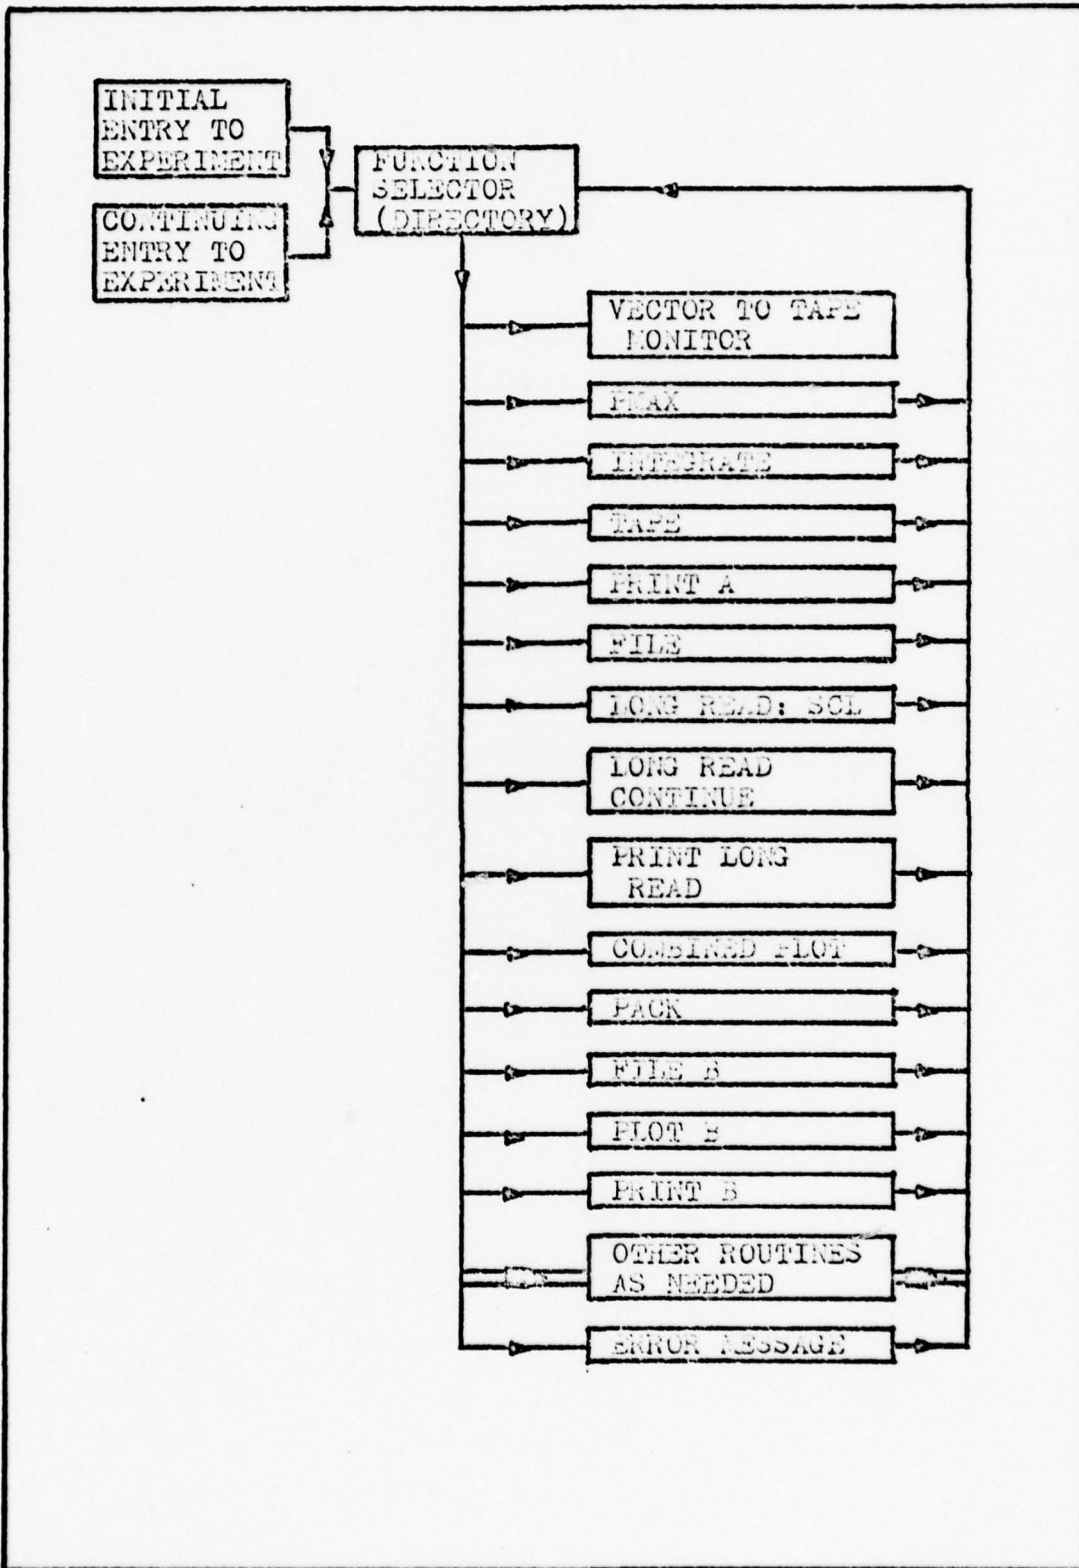 INITIAL
ENTRY TO
EXPERIMENT
CONTINUING
ENTRY TO
EXPERIMENT
FUNCTION
SELECTOR
(DIRECTORY)
VECTOR TO TAPE
MONITOR
PMAX
INTEGRATE
TAPE
PRINT A
FILE
LONG READ: SCL
LONG READ
CONTINUE
PRINT LONG
READ
COMBINED PLOT
PACK
FILE B
PLOT B
PRINT B
OTHER ROUTINES
AS NEEDED
ERROR MESSAGE